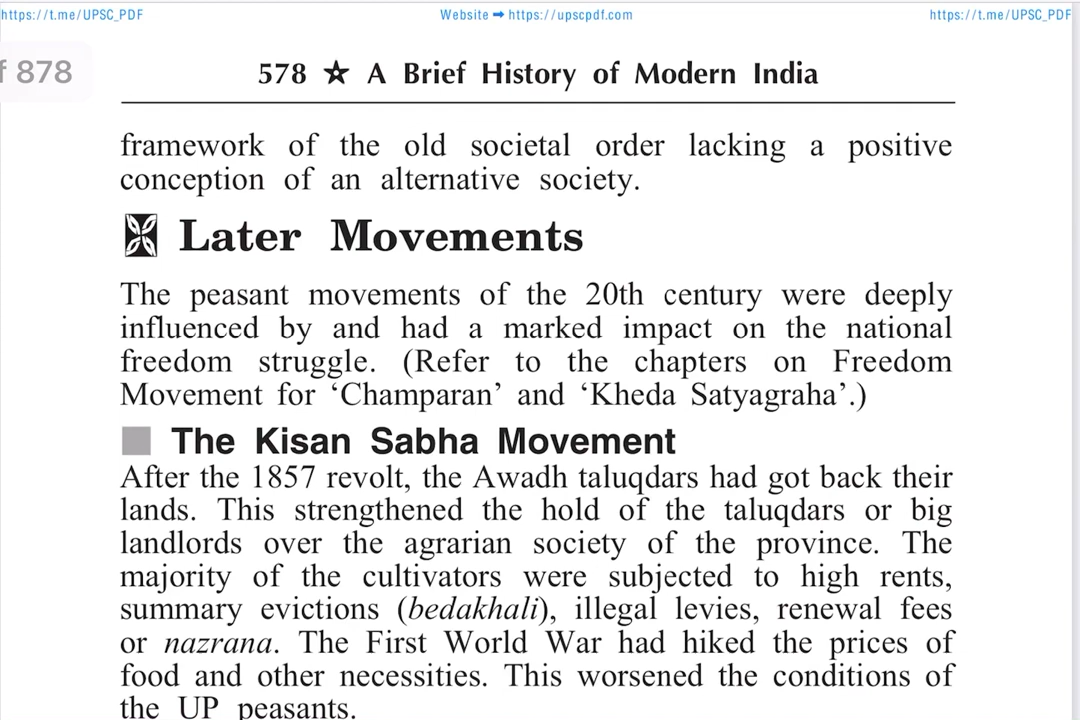 https://t.me/UPSC_PDF Website ➡ https://upscpdf.com https://t.me/UPSC_PDF
f 878
578 ★ A Brief History of Modern India
framework of the old societal order lacking a positive
conception of an alternative society.
Later Movements
The peasant movements of the 20th century were deeply
influenced by and had a marked impact on the national
freedom struggle. (Refer to the chapters on Freedom
Movement for ‘Champaran’ and ‘Kheda Satyagraha’.)
The Kisan Sabha Movement
After the 1857 revolt, the Awadh taluqdars had got back their
lands. This strengthened the hold of the taluqdars or big
landlords over the agrarian society of the province. The
majority of the cultivators were subjected to high rents,
summary evictions (bedakhali), illegal levies, renewal fees
or nazrana. The First World War had hiked the prices of
food and other necessities. This worsened the conditions of
the UP peasants.